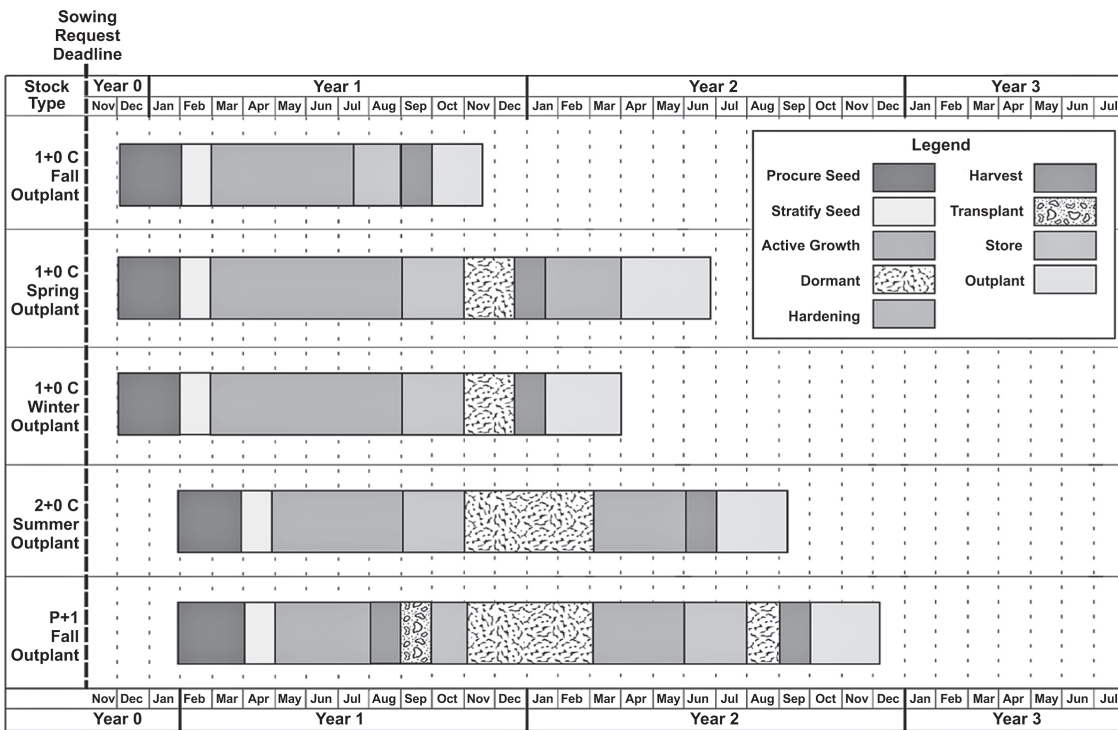 Sowing
Request
Deadline
Stock
Type
Year 0 Year 1 Year 2 Year 3
Nov Dec Jan Feb Mar Apr May Jun Jul Aug Sep Oct Nov Dec Jan Feb Mar Apr May Jun Jul Aug Sep Oct Nov Dec Jan Feb Mar Apr May Jun Jul
1+0 C
Fall
Outplant
Legend
Procure Seed Harvest
Stratify Seed Transplant
Active Growth Store
Dormant Outplant
Hardening
1+0 C
Spring
Outplant
1+0 C
Winter
Outplant
2+0 C
Summer
Outplant
P+1
Fall
Outplant
Nov Dec Jan Feb Mar Apr May Jun Jul Aug Sep Oct Nov Dec Jan Feb Mar Apr May Jun Jul Aug Sep Oct Nov Dec Jan Feb Mar Apr May Jun Jul
Year 0 Year 1 Year 2 Year 3